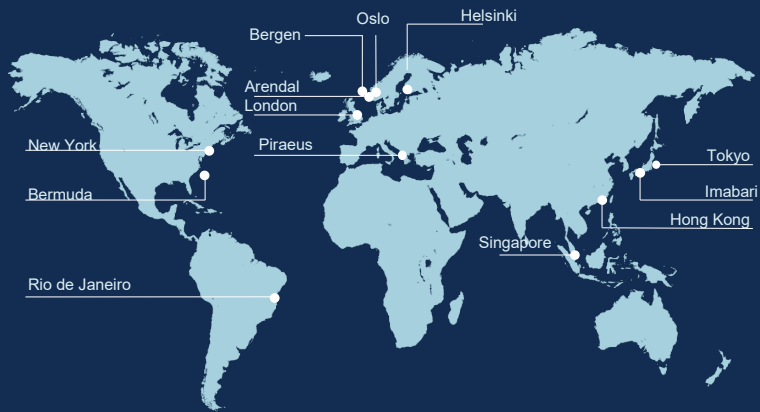 Oslo
Helsinki
Bergen
Arendal
London
New York
Piraeus
Tokyo
Bermuda
Imabari
Hong Kong
Singapore
Rio de Janeiro